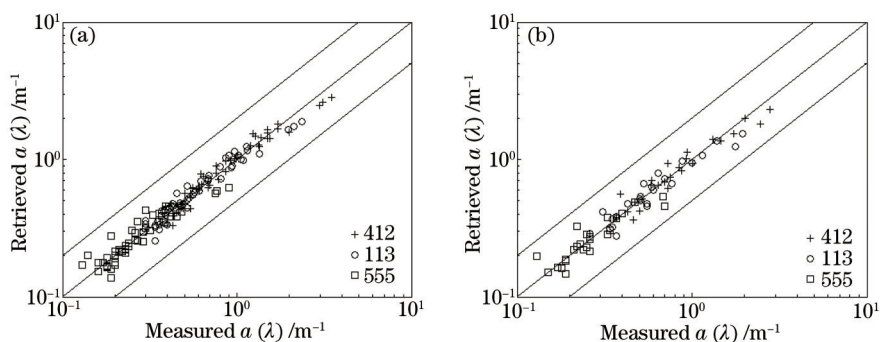 (a)
10¹
10⁰
10⁻¹
Retrieved a (λ) /m⁻¹
+ 412
○ 113
□ 555
10⁻¹ 10⁰ 10¹
Measured a (λ) /m⁻¹
(b)
10¹
10⁰
10⁻¹
Retrieved a (λ) /m⁻¹
+ 412
○ 113
□ 555
10⁻¹ 10⁰ 10¹
Measured a (λ) /m⁻¹